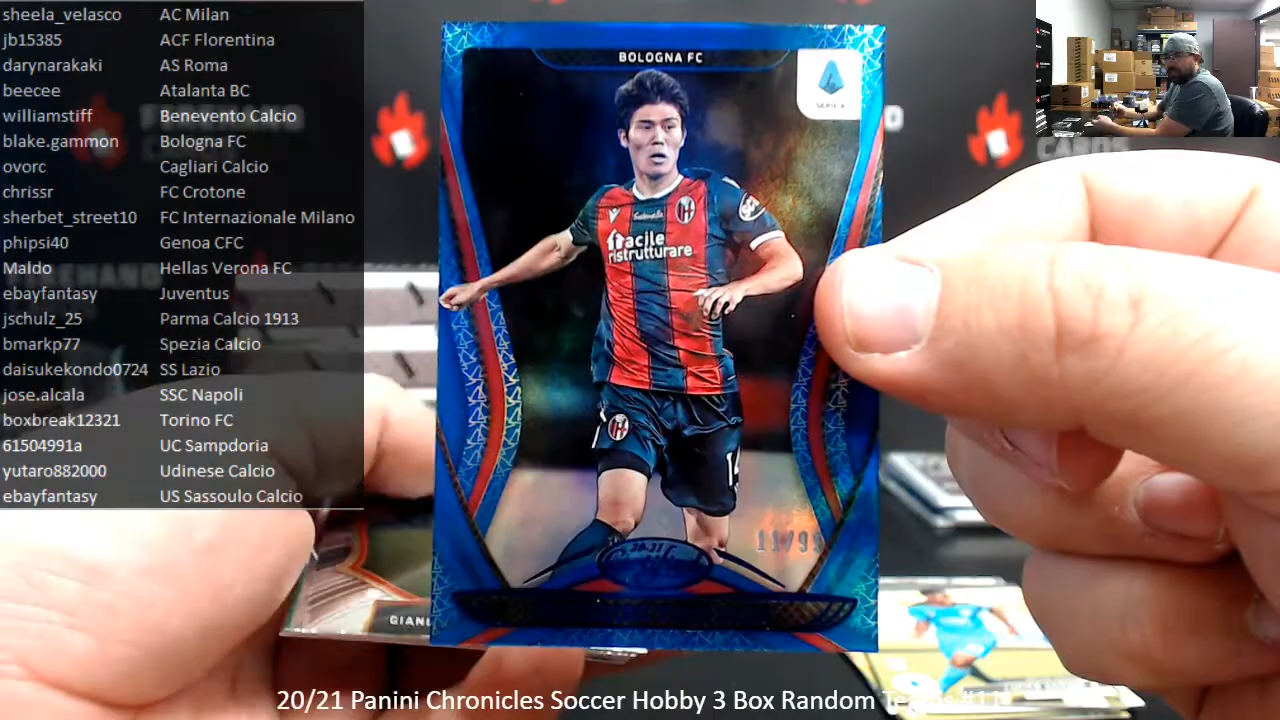 sheela_velasco AC Milan
jb15385 ACF Florentina
darynarakaki AS Roma
beecee Atalanta BC
williamstiff Benevento Calcio
blake.gammon Bologna FC
ovorc Cagliari Calcio
chrissr FC Crotone
sherbet_street10 FC Internazionale Milano
phipsi40 Genoa CFC
Maldo Hellas Verona FC
ebayfantasy Juventus
jschulz_25 Parma Calcio 1913
bmarkp77 Spezia Calcio
daisukekondo0724 SS Lazio
jose.alcala SSC Napoli
boxbreak12321 Torino FC
61504991a UC Sampdoria
yutaro882000 Udinese Calcio
ebayfantasy US Sassoulo Calcio
BOLOGNA FC
SERIE A
facile
ristrutturare
11/99
CARDS
20/21 Panini Chronicles Soccer Hobby 3 Box Random